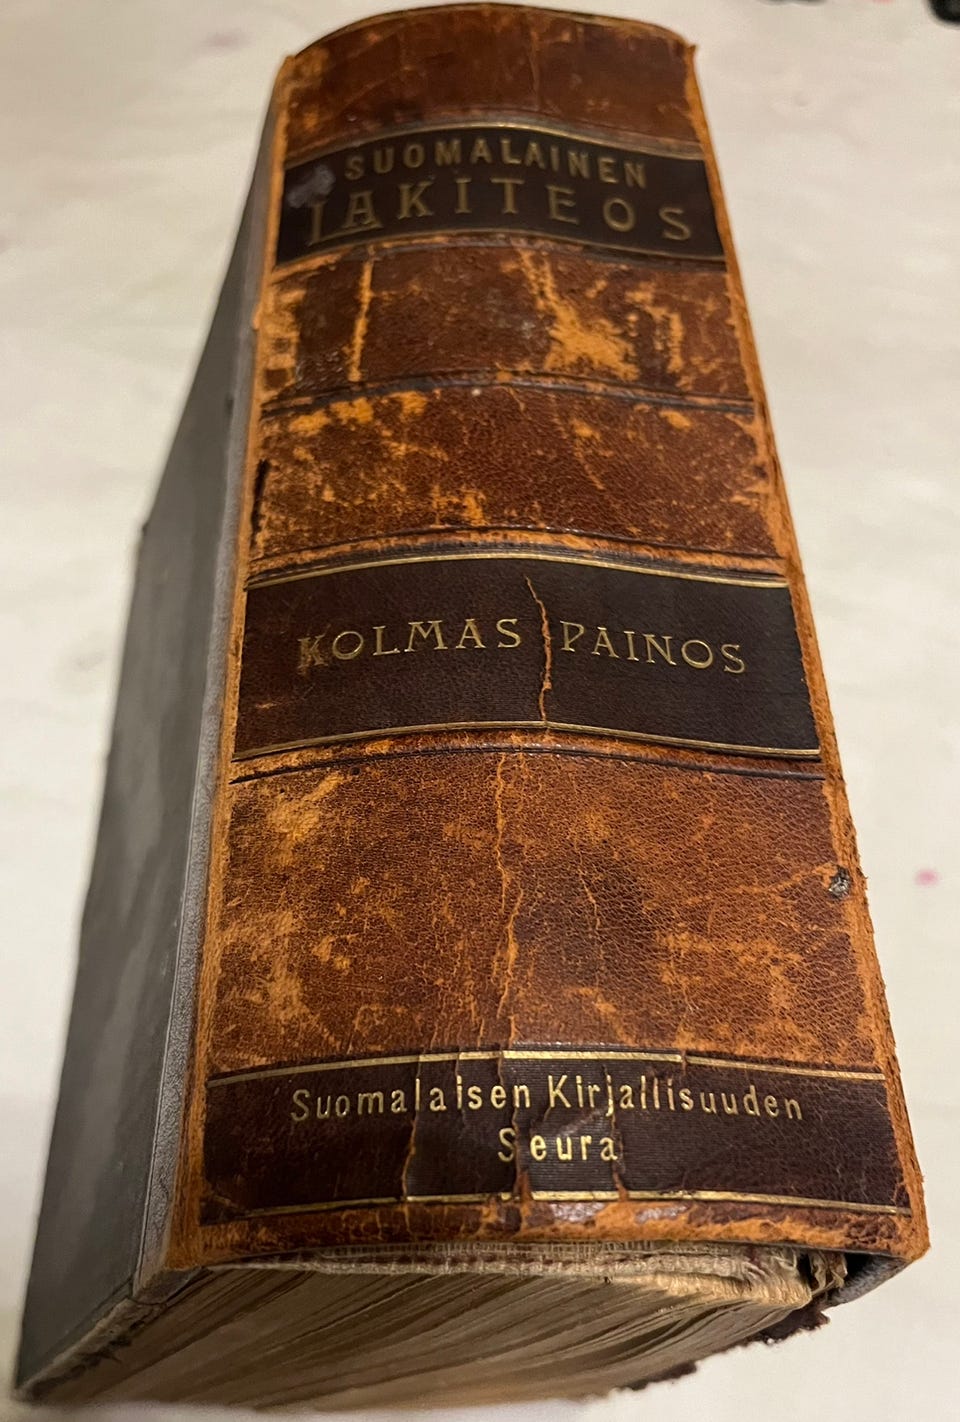 SUOMALAINEN
LAKITEOS
KOLMAS PAINOS
Suomalaisen Kirjallisuuden
Seura